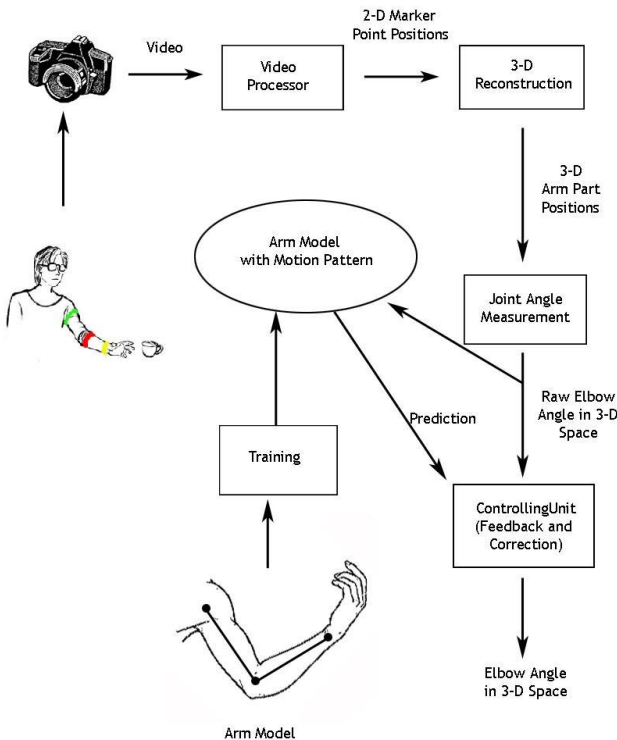 Video
Video
Processor
2-D Marker
Point Positions
3-D
Reconstruction
3-D
Arm Part
Positions
Arm Model
with Motion Pattern
Joint Angle
Measurement
Raw Elbow
Angle in 3-D
Space
Prediction
Training
ControllingUnit
(Feedback and
Correction)
Elbow Angle
in 3-D Space
Arm Model